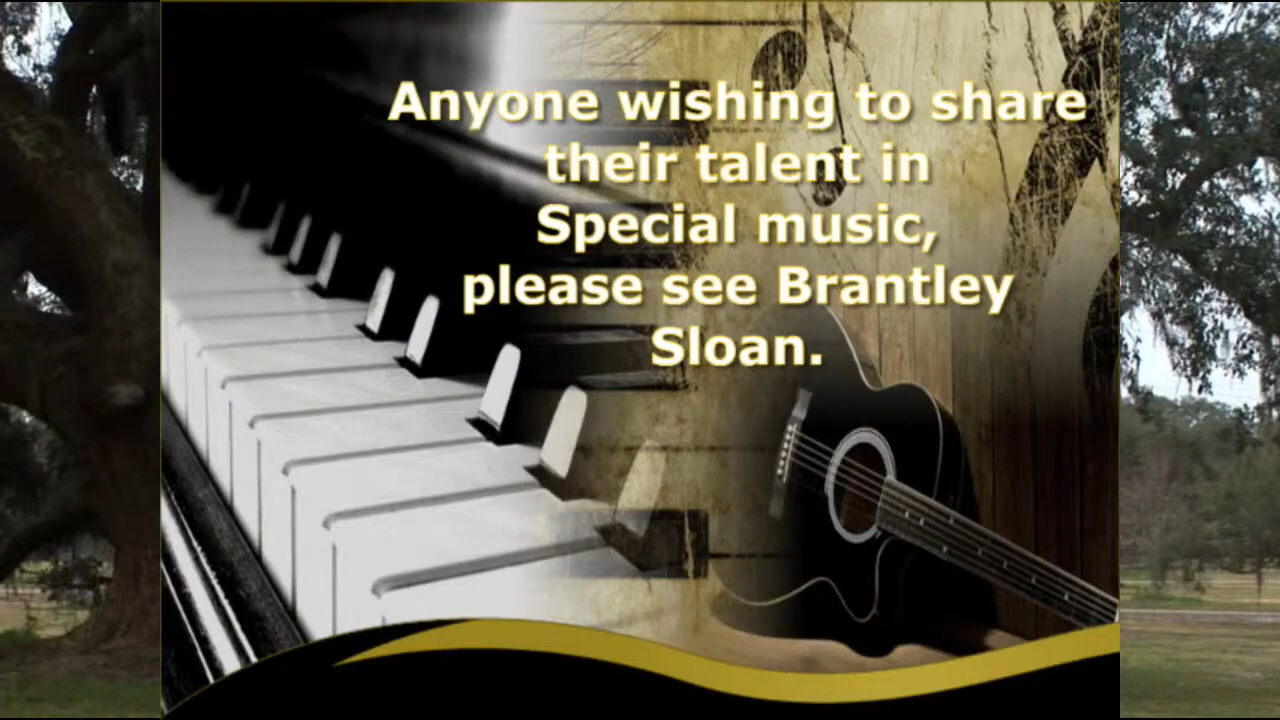 Anyone wishing to share
their talent in
Special music,
please see Brantley
Sloan.